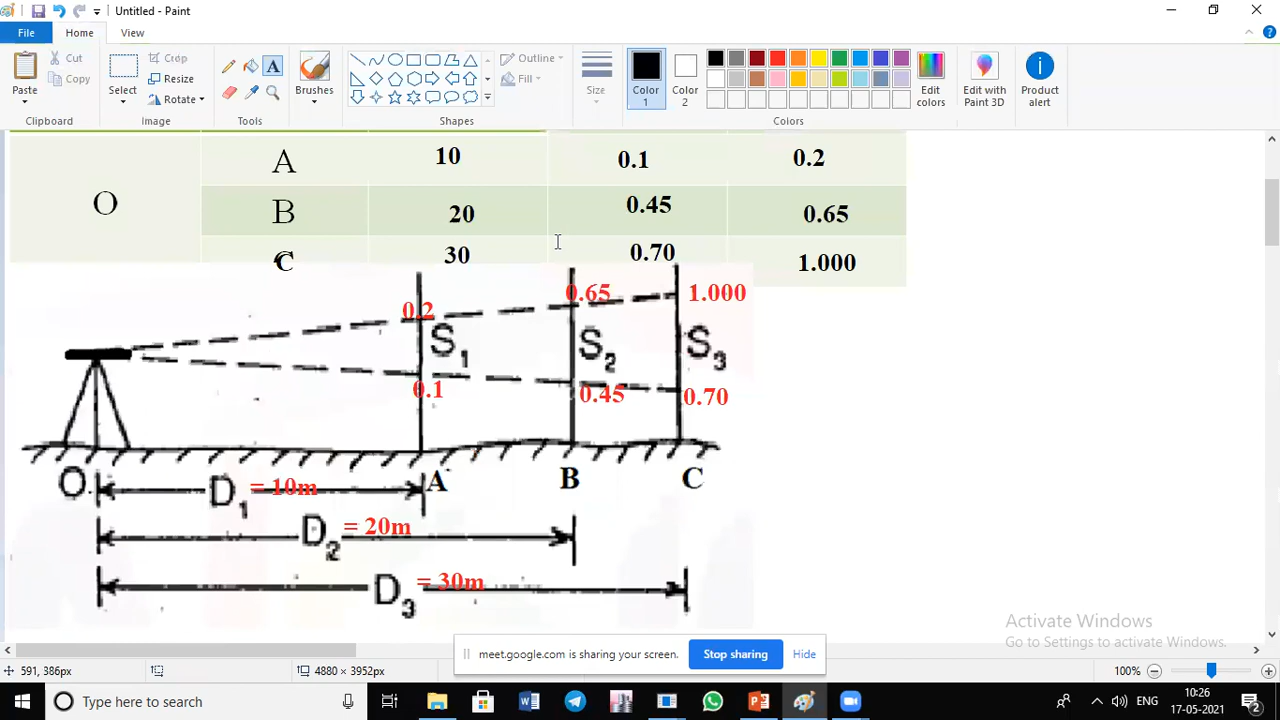 Untitled - Paint
File Home View
Cut
Copy
Paste
Clipboard
Crop
Resize
Rotate
Select
Image
A
Tools
Brushes
Outline
Fill
Shapes
Size
Color 1
Color 2
Edit colors
Colors
Edit with Paint 3D
Product alert
O
A 10 0.1 0.2
B 20 0.45 0.65
C 30 0.70 1.000
0.2 0.65 1.000
S1 S2 S3
0.1 0.45 0.70
O A B C
D1 = 10m
D2 = 20m
D3 = 30m
Activate Windows
Go to Settings to activate Windows.
meet.google.com is sharing your screen. Stop sharing Hide
591, 386px 4880 × 3952px 100%
Type here to search
ENG
10:26
17-05-2021
2